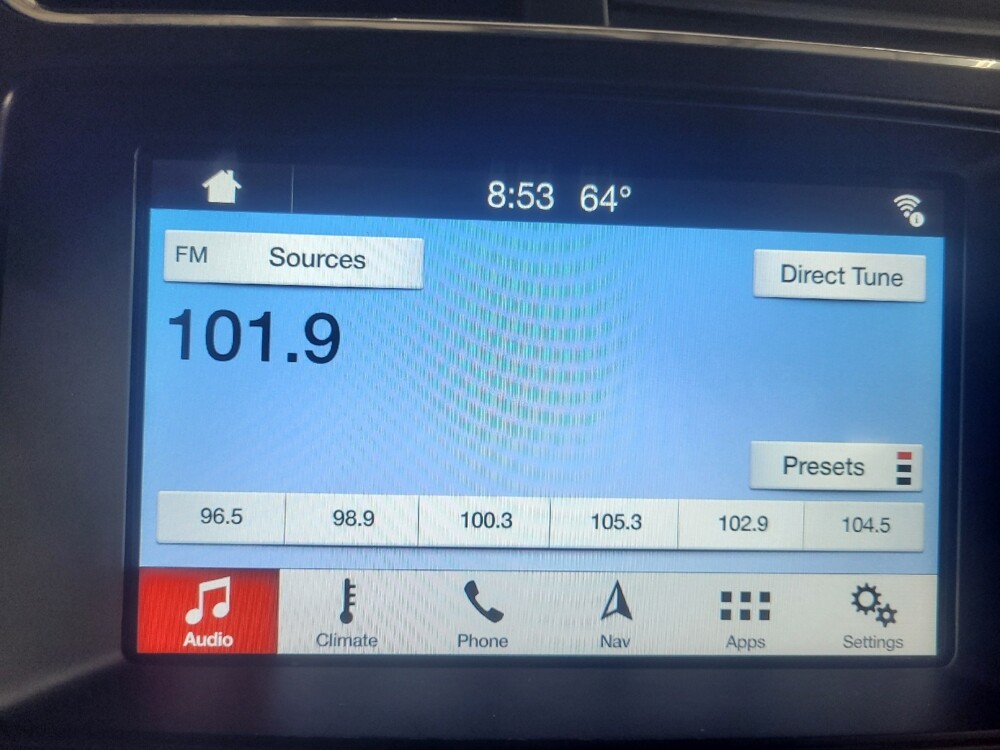 8:53 64°
FM Sources
Direct Tune
101.9
Presets
96.5 98.9 100.3 105.3 102.9 104.5
Audio Climate Phone Nav Apps Settings